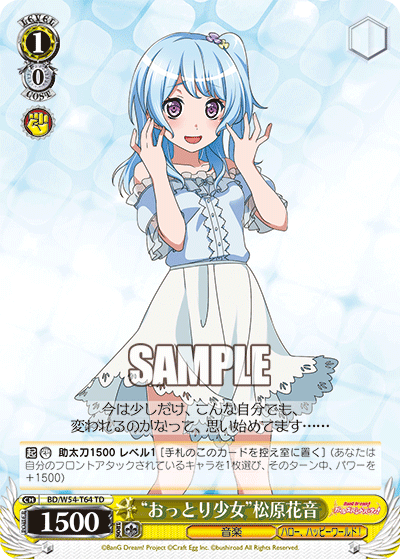 LEVEL
1
0
COST
SAMPLE
今は少しだけ、こんな自分でも、
変われるのかなって、思い始めてます……
起 助太刀1500 レベル1 [手札のこのカードを控え室に置く] (あなたは
自分のフロントアタックされているキャラを1枚選び、そのターン中、パワーを
+1500)
CH BD/W54-T64 TD
1500
“おっとり少女”松原花音
音楽
ハロー、ハッピーワールド!
BanG Dream!
©BanG Dream! Project ©Craft Egg Inc. ©bushiroad All Rights Reserved.